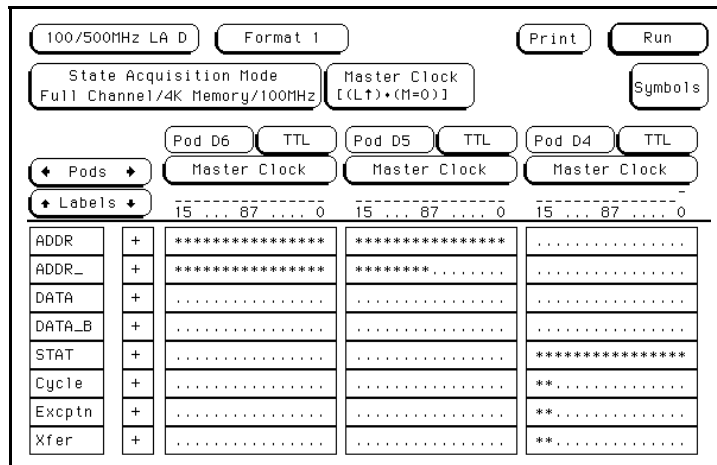 100/500MHz LA D Format 1 Print Run
State Acquisition Mode Master Clock Symbols
Full Channel/4K Memory/100MHz [(L↑)•(M=0)]
Pod D6 TTL Pod D5 TTL Pod D4 TTL
← Pods → Master Clock Master Clock Master Clock
↑ Labels ↓ 15 ... 87 .... 0 15 ... 87 .... 0 15 ... 87 .... 0
ADDR + **************** **************** ................
ADDR_ + **************** ********........ ................
DATA + ................ ................ ................
DATA_B + ................ ................ ................
STAT + ................ ................ ****************
Cycle + ................ ................ **..............
Excptn + ................ ................ **..............
Xfer + ................ ................ **..............